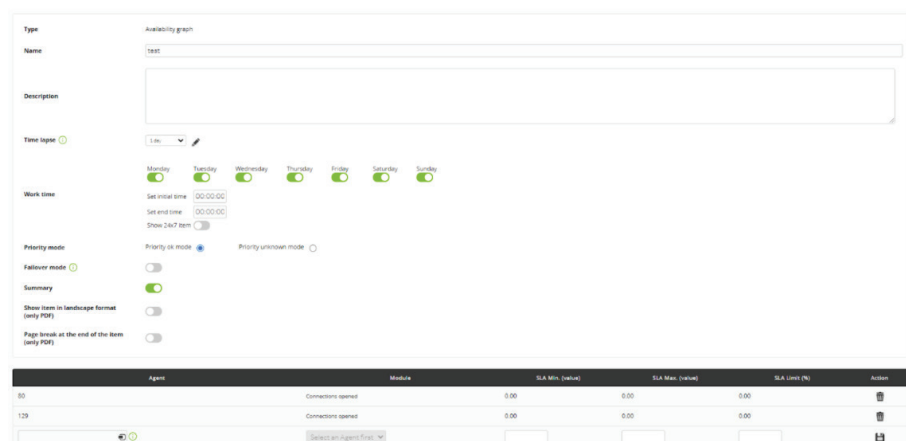 Type Availability graph
Name test
Description
Time lapse 1 day
Monday Tuesday Wednesday Thursday Friday Saturday Sunday
Work time
Set initial time 00:00:00
Set end time 00:00:00
Show 24x7 item
Priority mode Priority ok mode Priority unknown mode
Failover mode
Summary
Show item in landscape format
(only PDF)
Page break at the end of the item
(only PDF)
Agent Module SLA Min. (value) SLA Max. (value) SLA Limit (%) Action
Connections opened 0.00 0.00 0.00
129 Connections opened 0.00 0.00 0.00
Select an Agent first